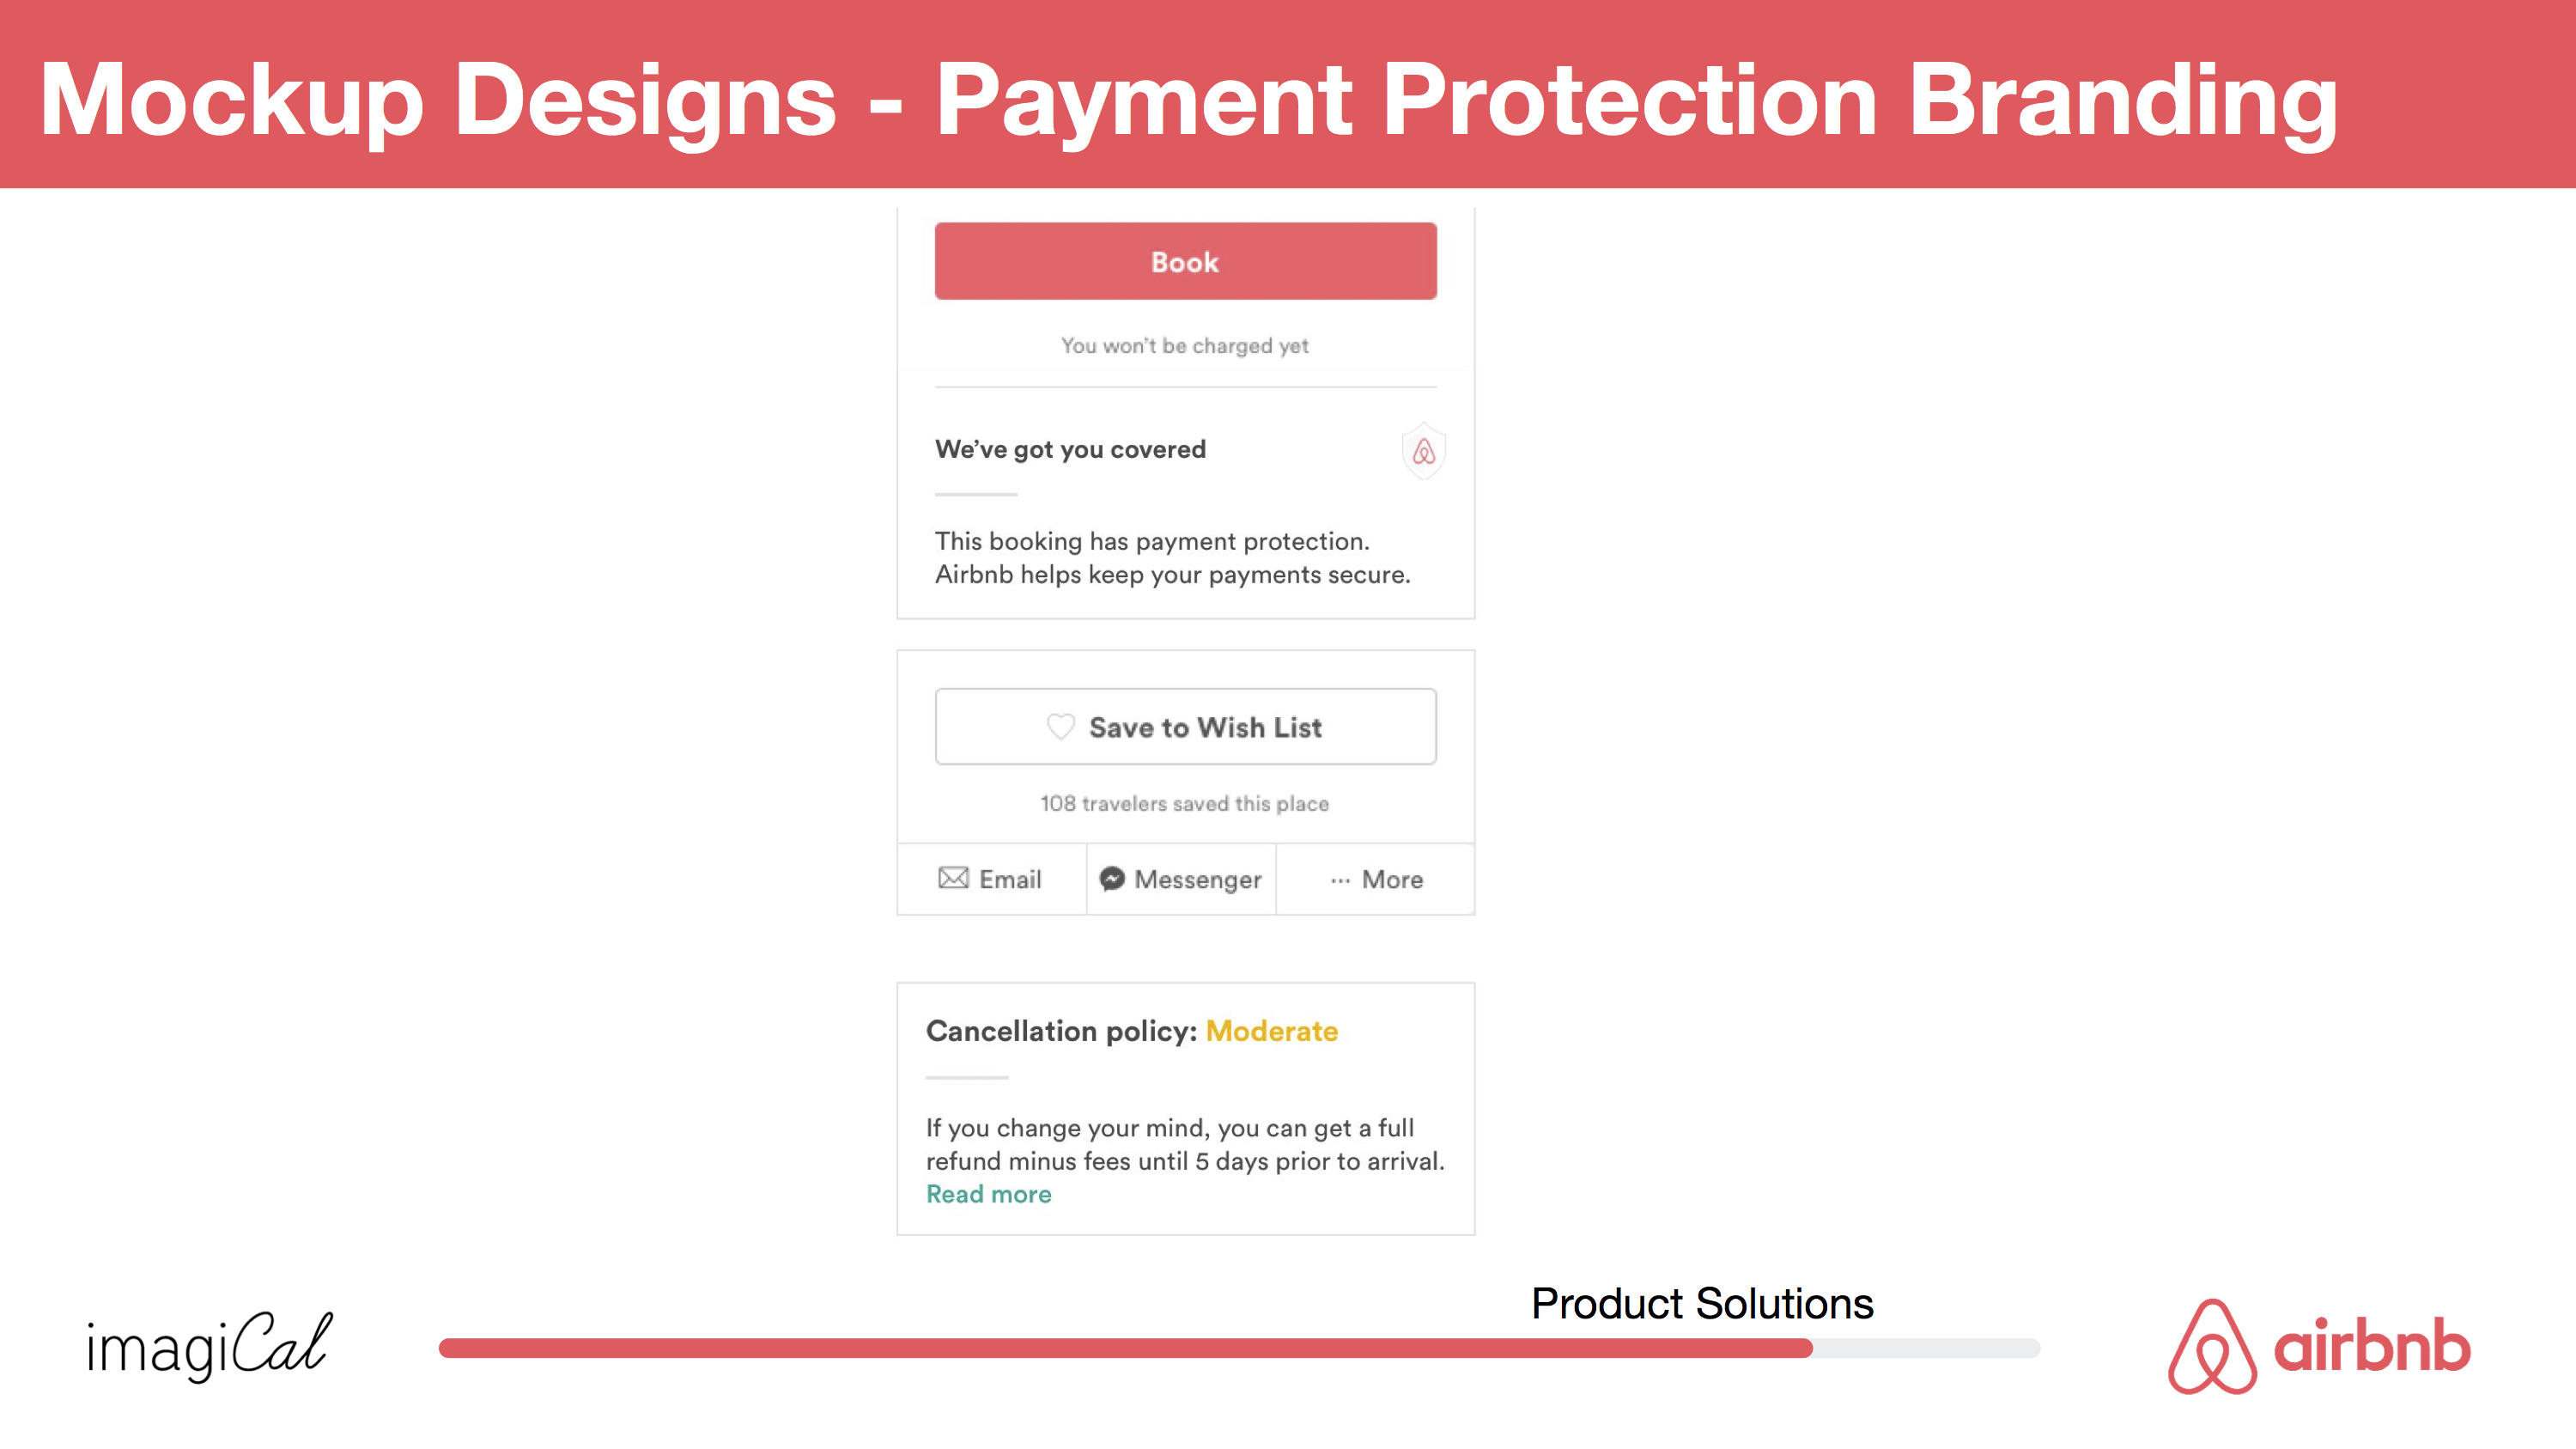 Mockup Designs - Payment Protection Branding
Book
You won't be charged yet
We've got you covered
This booking has payment protection.
Airbnb helps keep your payments secure.
Save to Wish List
108 travelers saved this place
Email
Messenger
··· More
Cancellation policy: Moderate
If you change your mind, you can get a full
refund minus fees until 5 days prior to arrival.
Read more
Product Solutions
imagiCal
airbnb